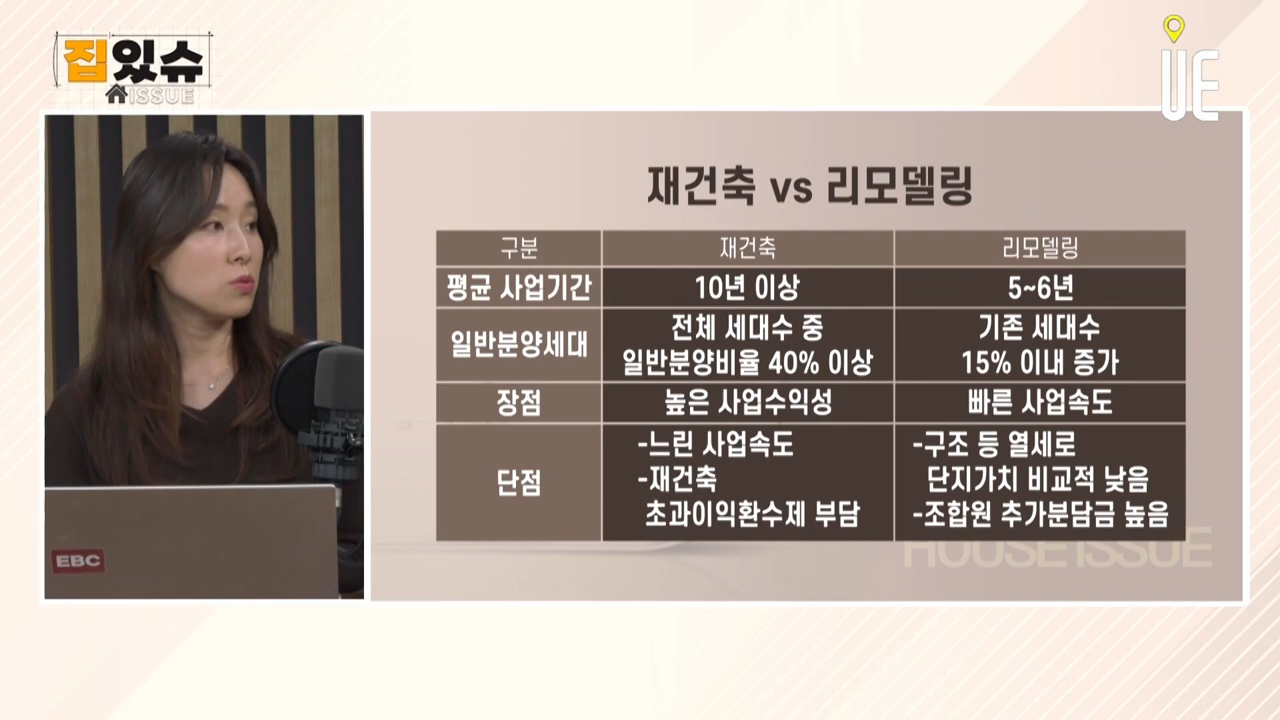 집있슈
ISSUE
UE
재건축 vs 리모델링
구분 재건축 리모델링
평균 사업기간 10년 이상 5~6년
일반분양세대 전체 세대수 중 일반분양비율 40% 이상 기존 세대수 15% 이내 증가
장점 높은 사업수익성 빠른 사업속도
단점
-느린 사업속도
-재건축
초과이익환수제 부담
-구조 등 열세로
단지가치 비교적 낮음
-조합원 추가분담금 높음
HOUSE ISSUE
EBC